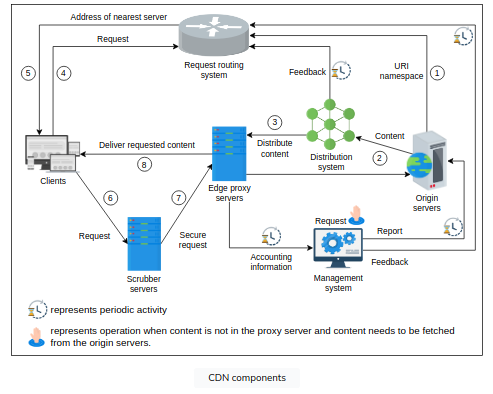 Address of nearest server
Request
Request routing
system
5
4
Feedback
URI
namespace
1
3
Distribute
content
Content
2
Distribution
system
Deliver requested content
8
Clients
Edge proxy
servers
Origin
servers
6
7
Request
Secure
request
Request
Report
Accounting
information
Feedback
Scrubber
servers
Management
system
represents periodic activity
represents operation when content is not in the proxy server and content needs to be fetched
from the origin servers.
CDN components